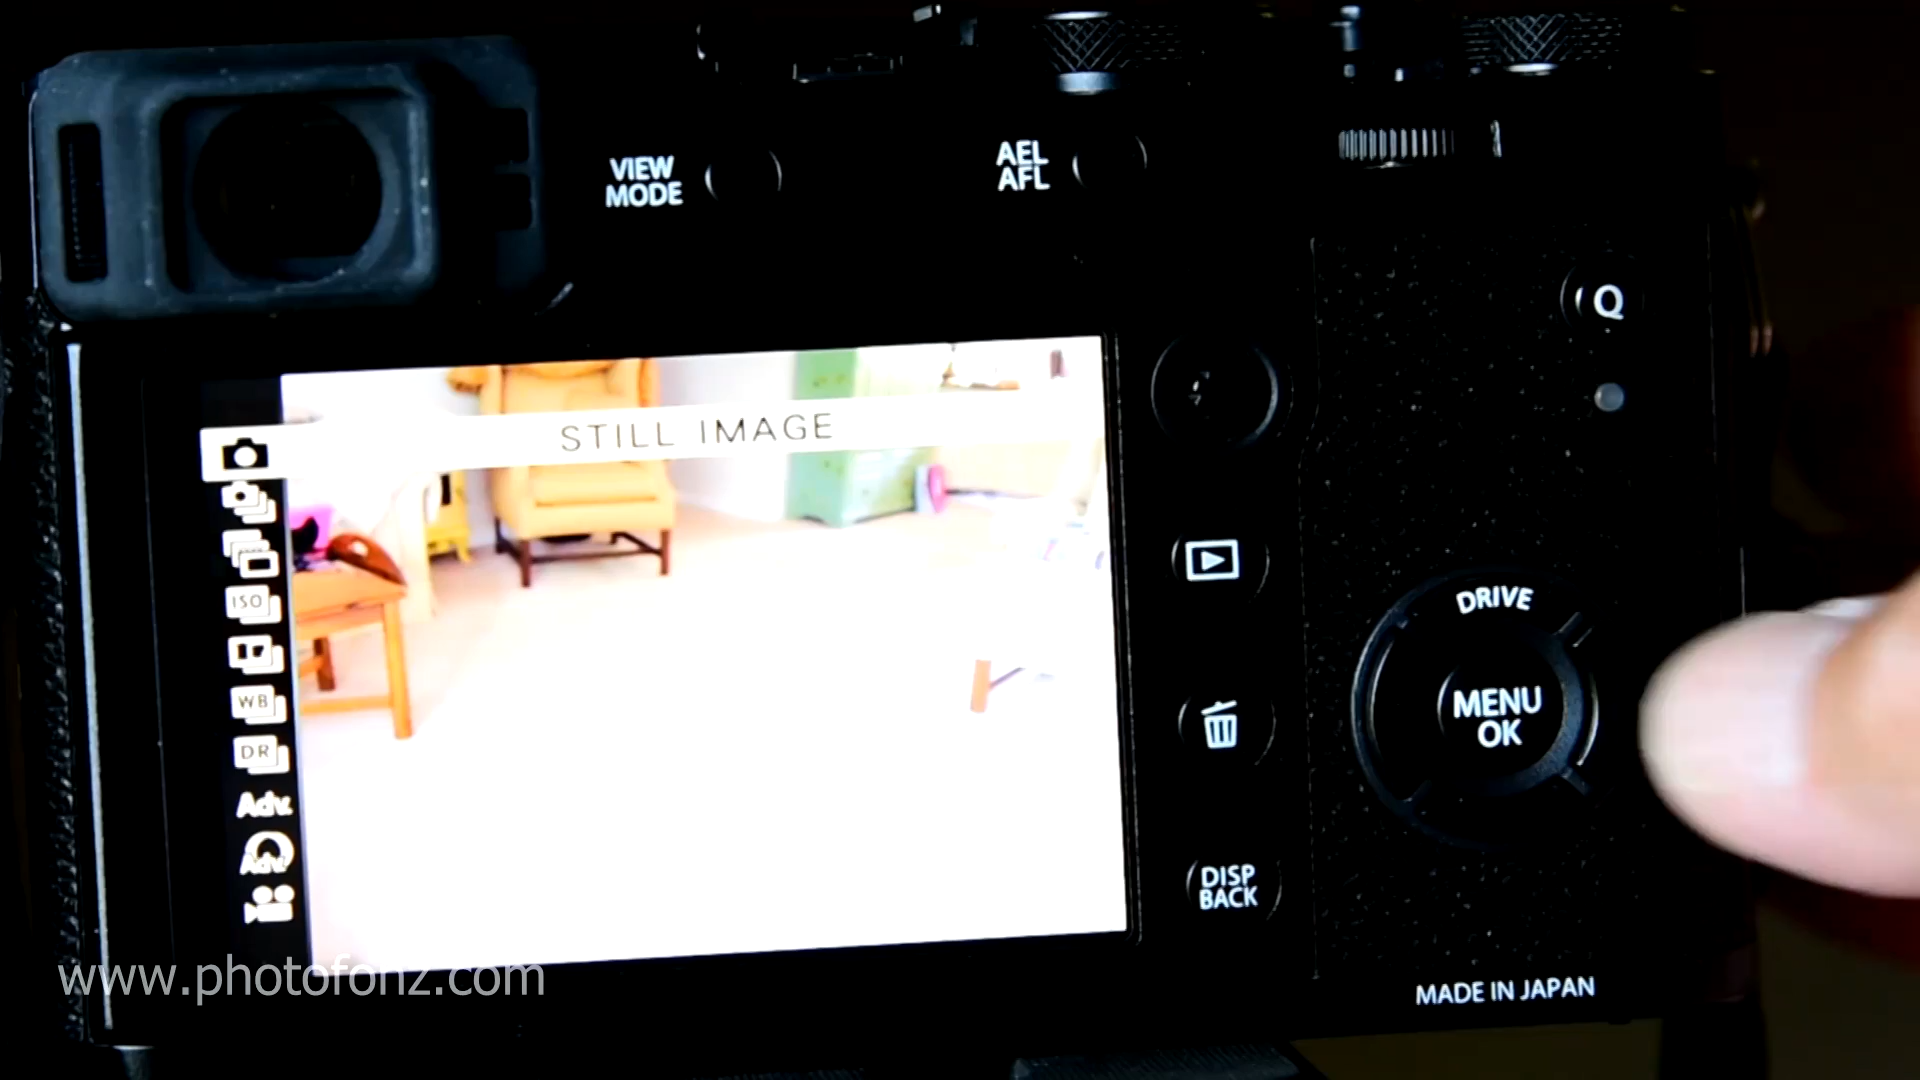 VIEW
MODE
AEL
AFL
Q
STILL IMAGE
ISO
WB
DR
Adv.
Adv.
DRIVE
MENU
OK
DISP
BACK
MADE IN JAPAN
www.photofonz.com